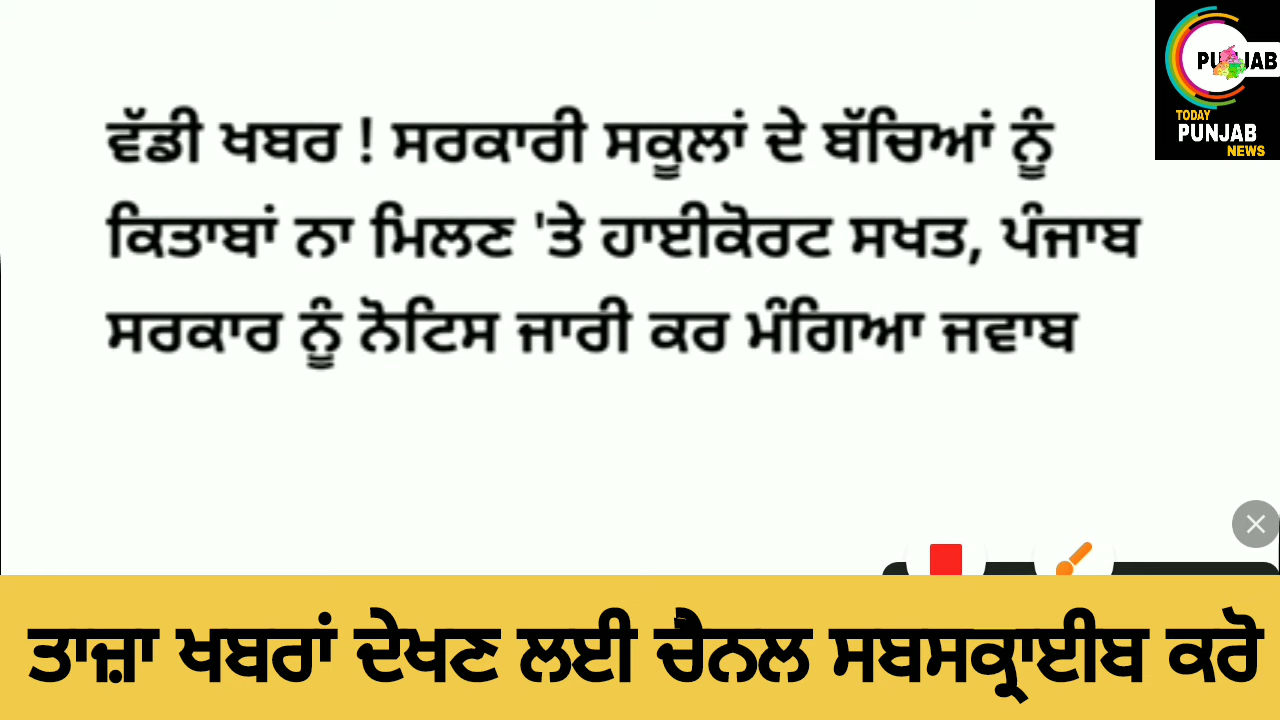 PUNJAB
TODAY
PUNJAB
NEWS
ਵੱਡੀ ਖਬਰ ! ਸਰਕਾਰੀ ਸਕੂਲਾਂ ਦੇ ਬੱਚਿਆਂ ਨੂੰ
ਕਿਤਾਬਾਂ ਨਾ ਮਿਲਣ 'ਤੇ ਹਾਈਕੋਰਟ ਸਖਤ, ਪੰਜਾਬ
ਸਰਕਾਰ ਨੂੰ ਨੋਟਿਸ ਜਾਰੀ ਕਰ ਮੰਗਿਆ ਜਵਾਬ
ਤਾਜ਼ਾ ਖਬਰਾਂ ਦੇਖਣ ਲਈ ਚੈਨਲ ਸਬਸਕ੍ਰਾਈਬ ਕਰੋ